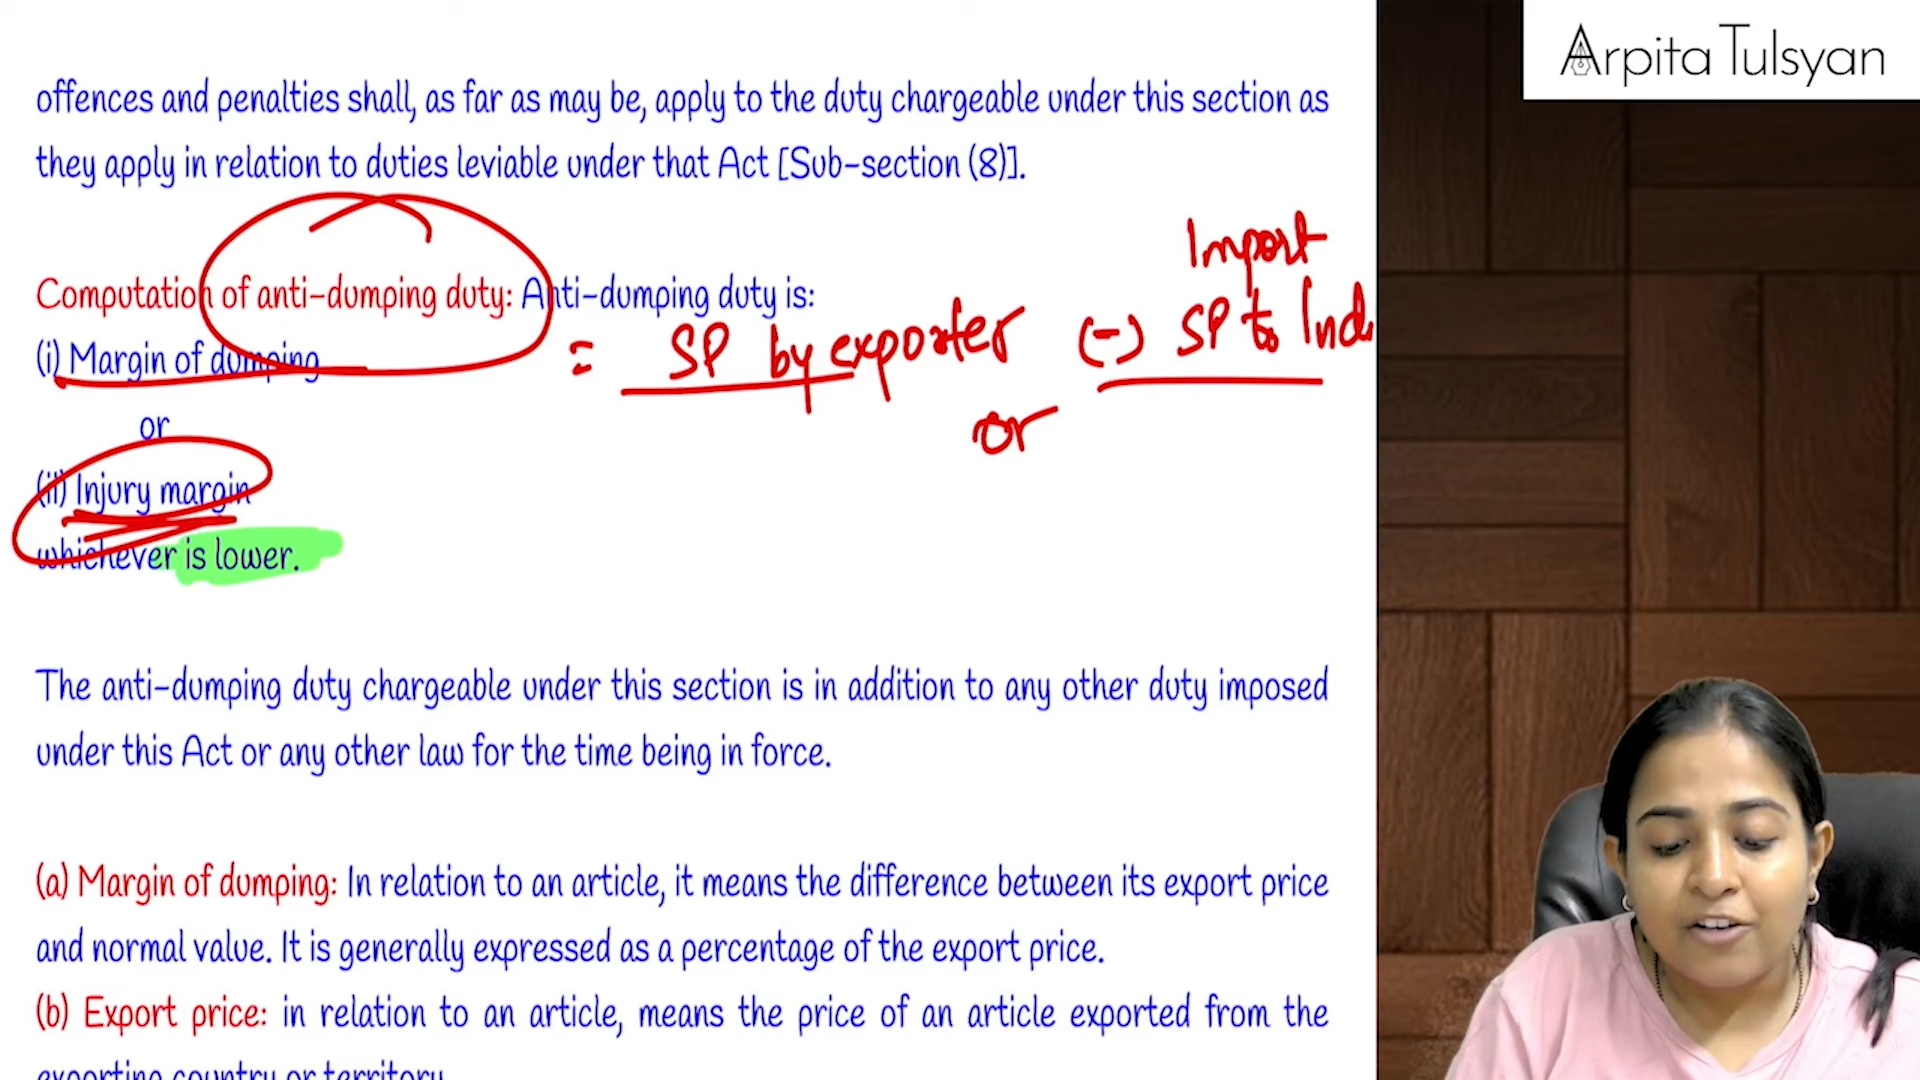 Arpita Tulsyan
offences and penalties shall, as far as may be, apply to the duty chargeable under this section as
they apply in relation to duties leviable under that Act [Sub-section (8)].
Import
Computation of anti-dumping duty: Anti-dumping duty is:
= SP by exporter (-) SP to Indi
(i) Margin of dumping
or
or
(ii) Injury margin
whichever is lower.
The anti-dumping duty chargeable under this section is in addition to any other duty imposed
under this Act or any other law for the time being in force.
(a) Margin of dumping: In relation to an article, it means the difference between its export price
and normal value. It is generally expressed as a percentage of the export price.
(b) Export price: in relation to an article, means the price of an article exported from the
exporting country or territory